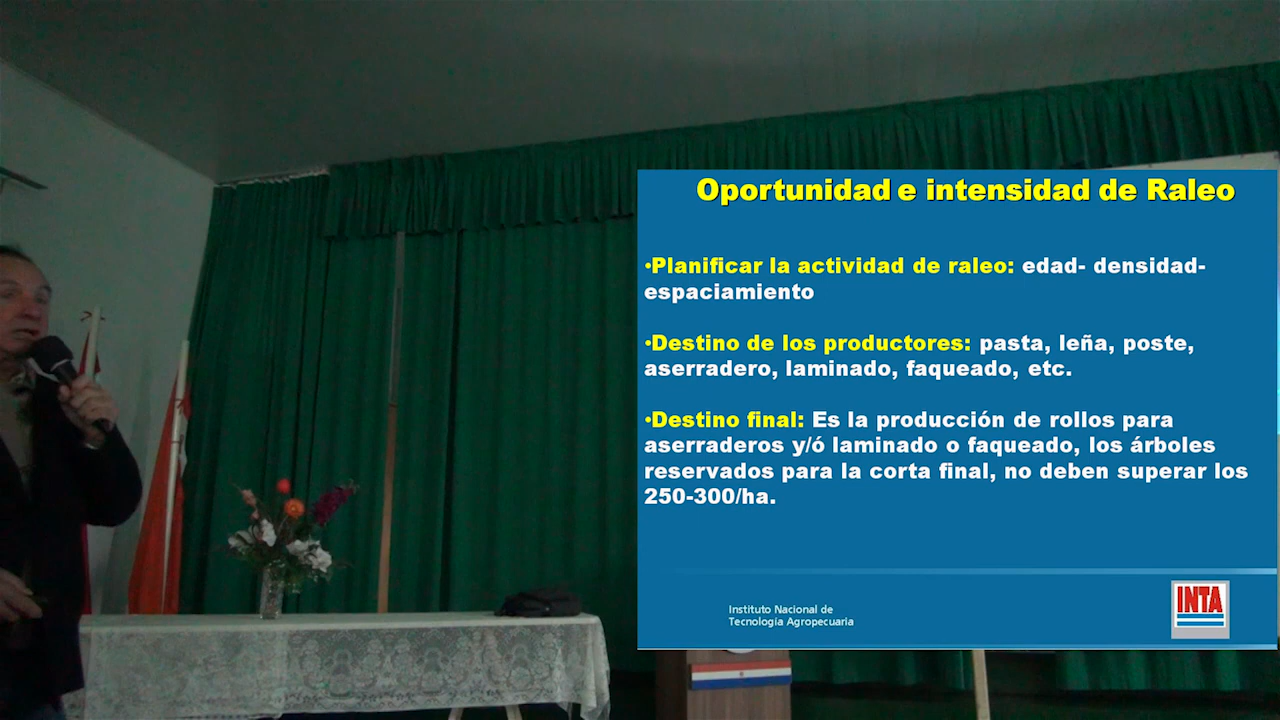 Oportunidad e intensidad de Raleo
•Planificar la actividad de raleo: edad- densidad-
espaciamiento
•Destino de los productores: pasta, leña, poste,
aserradero, laminado, faqueado, etc.
•Destino final: Es la producción de rollos para
aserraderos y/ó laminado o faqueado, los árboles
reservados para la corta final, no deben superar los
250-300/ha.
Instituto Nacional de
Tecnología Agropecuaria
INTA